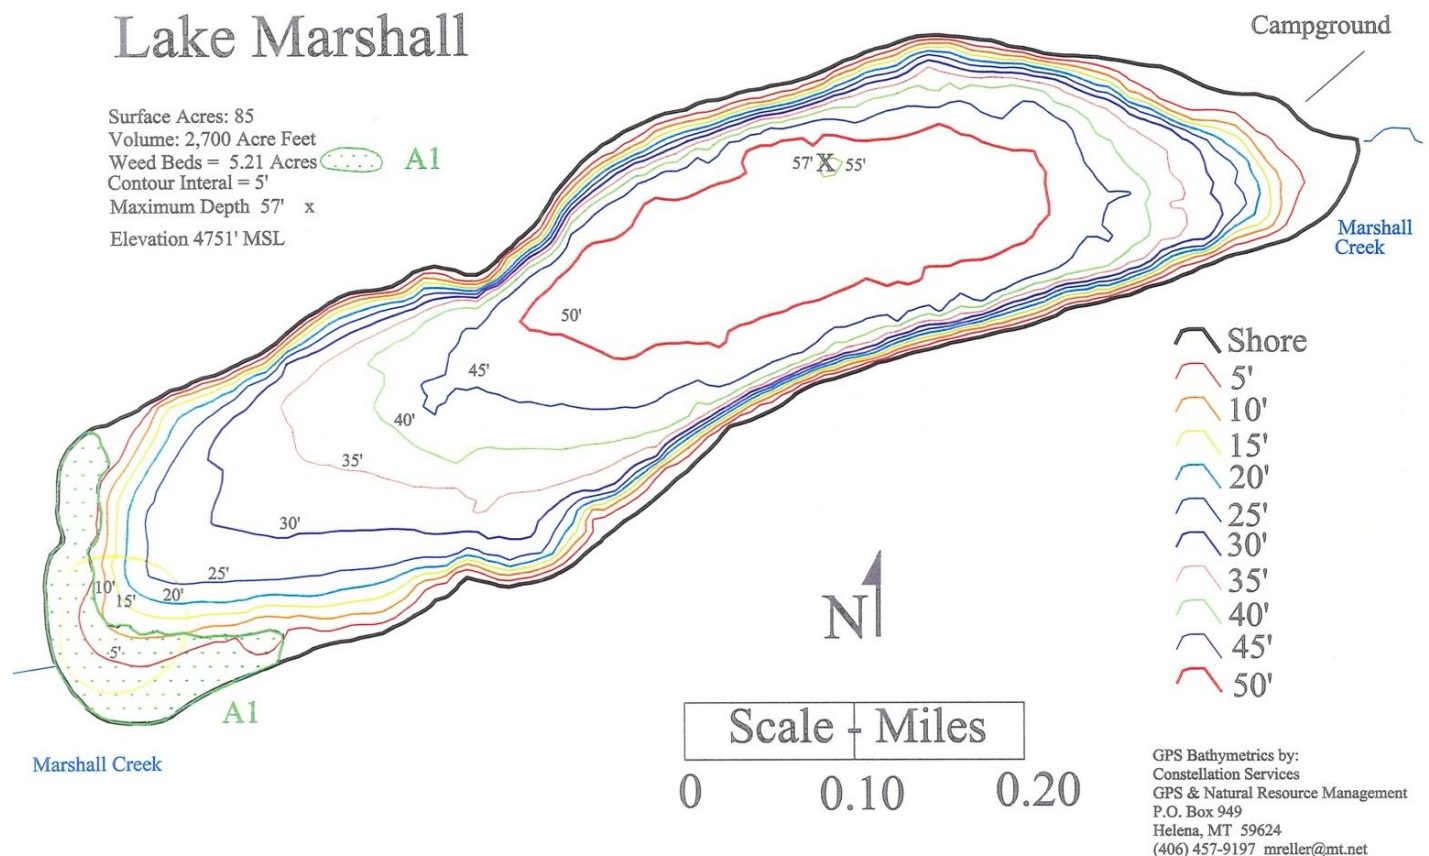 Lake Marshall
Campground
Surface Acres: 85
Volume: 2,700 Acre Feet
Weed Beds = 5.21 Acres
A1
Contour Interal = 5'
Maximum Depth 57' x
Elevation 4751' MSL
57' X 55'
Marshall
Creek
50'
45'
40'
35'
30'
25'
20'
15'
10'
5'
A1
Marshall Creek
N
Shore
5'
10'
15'
20'
25'
30'
35'
40'
45'
50'
Scale - Miles
0 0.10 0.20
GPS Bathymetrics by:
Constellation Services
GPS & Natural Resource Management
P.O. Box 949
Helena, MT 59624
(406) 457-9197 mreller@mt.net